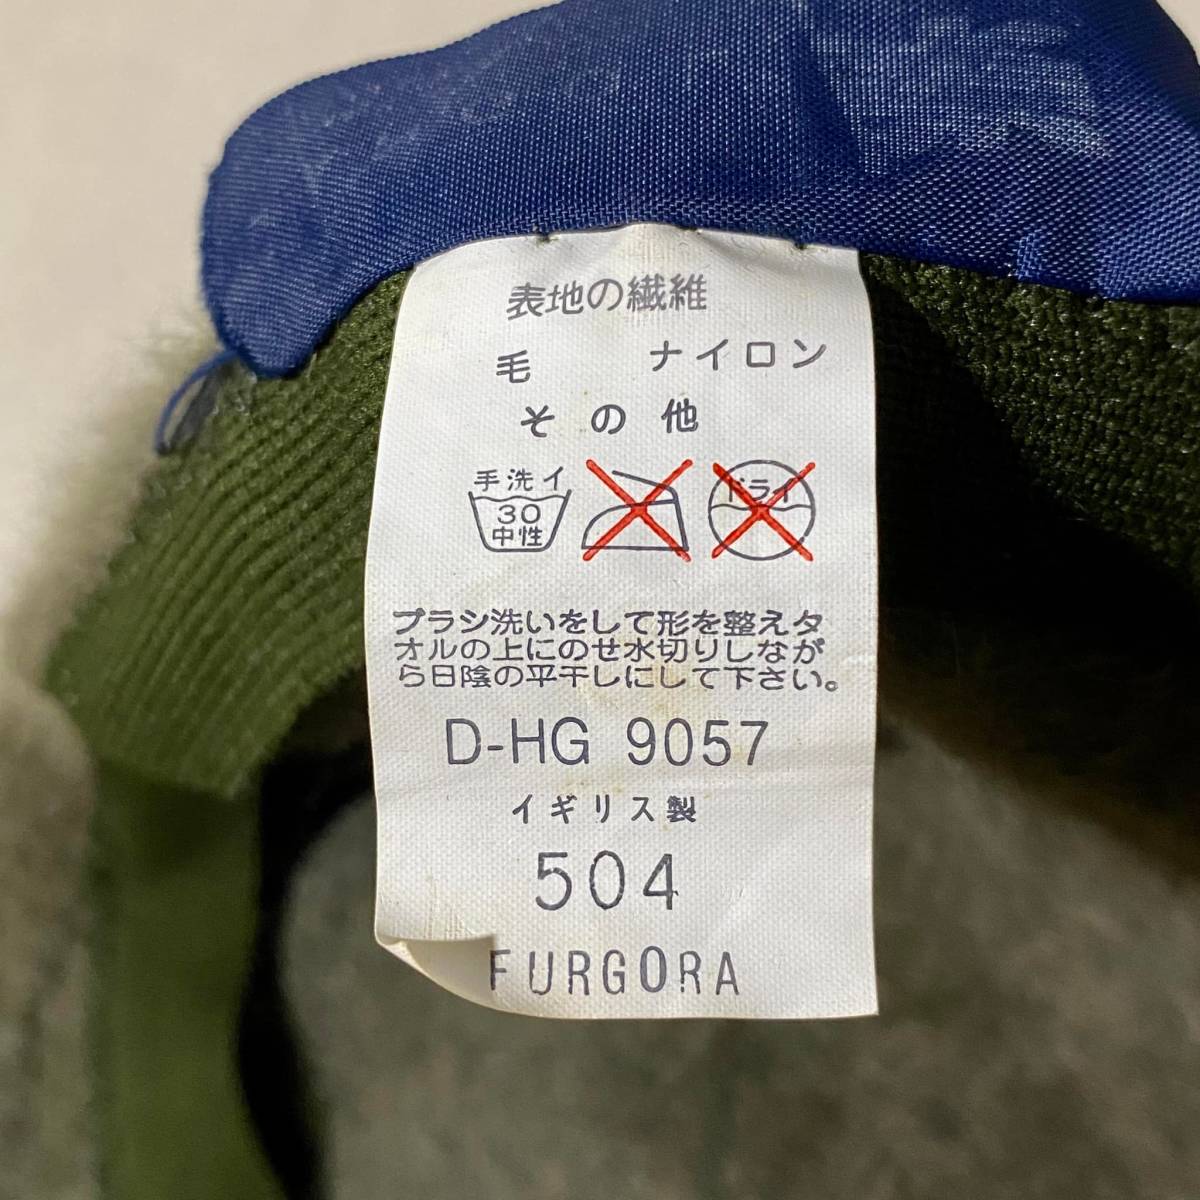 表地の繊維
毛　ナイロン
その他
手洗イ
30
中性
ドライ
ブラシ洗いをして形を整えタ
オルの上にのせ水切りしなが
ら日陰の平干しにして下さい。
D-HG 9057
イギリス製
504
FURGORA